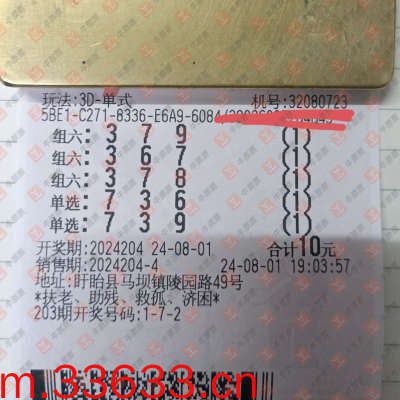 玩法:3D-单式 机号:32080723
5BE1-C271-8336-E6A9-6084
组六: 3 7 9 (1)
组六: 3 6 7 (1)
组六: 3 7 8 (1)
单选: 7 3 6 (1)
单选: 7 3 9 (1)
开奖期:2024204 24-08-01 合计10元
销售期:2024204-4 24-08-01 19:03:57
地址:盱眙县马坝镇陵园路49号
*扶老、助残、救孤、济困*
203期开奖号码:1-7-2
m.33633.cn